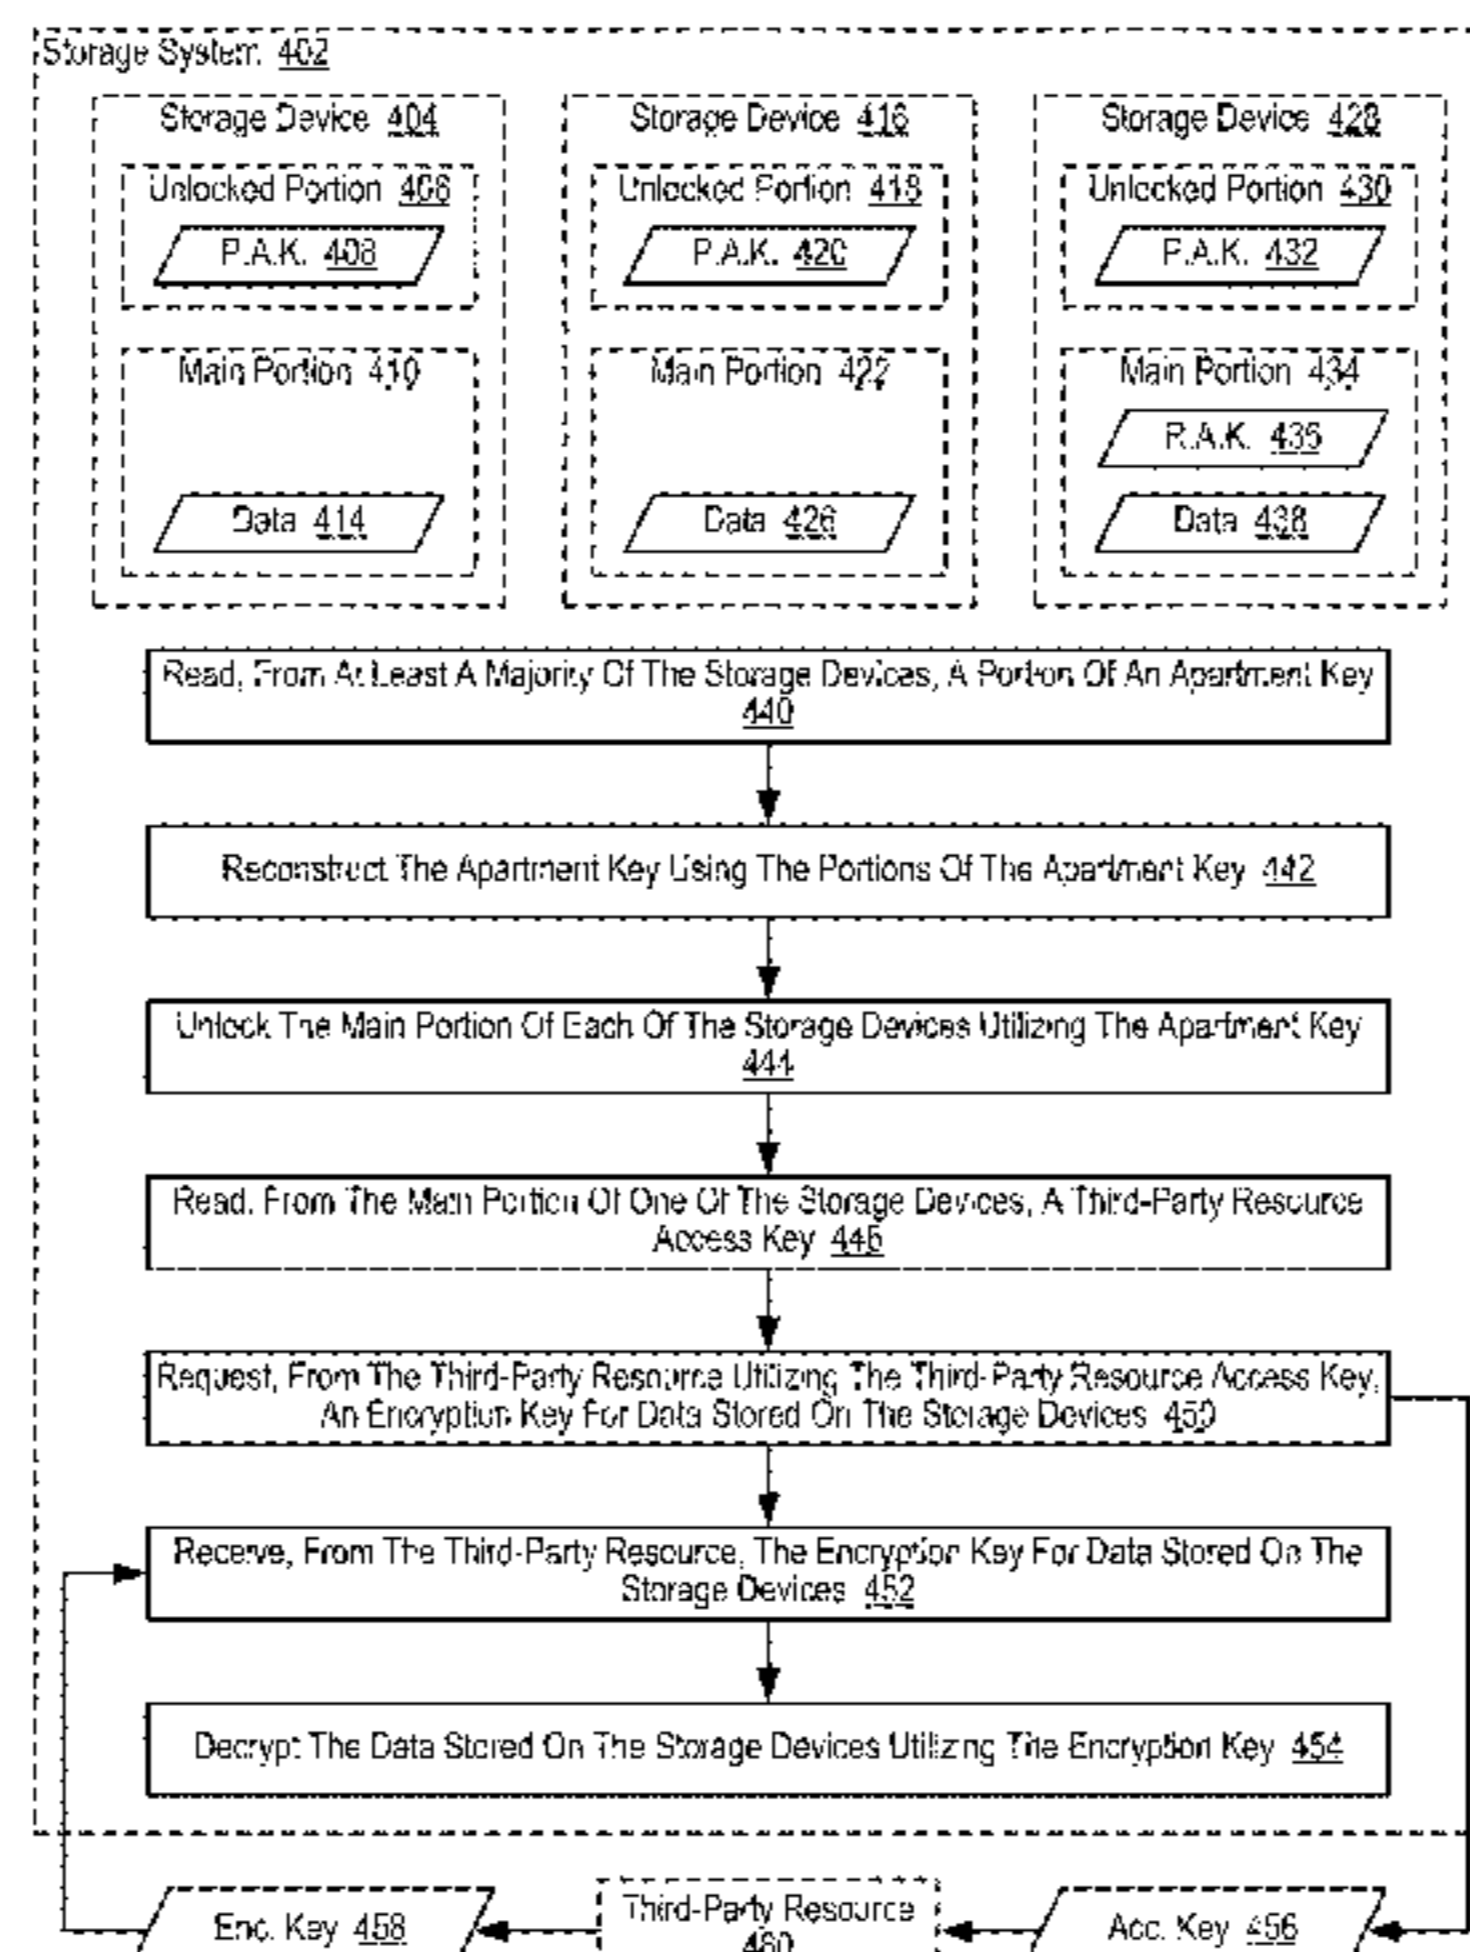 Storage System 402
Storage Device 404
Unlocked Portion 406
P.A.K. 408
Main Portion 410
Data 414
Storage Device 416
Unlocked Portion 418
P.A.K. 420
Main Portion 422
Data 426
Storage Device 428
Unlocked Portion 430
P.A.K. 432
Main Portion 434
R.A.K. 436
Data 438
Read, From At Least A Majority Of The Storage Devices, A Portion Of An Apartment Key
440
Reconstruct The Apartment Key Using The Portions Of The Apartment Key 442
Unlock The Main Portion Of Each Of The Storage Devices Utilizing The Apartment Key
444
Read, From The Main Portion Of One Of The Storage Devices, A Third-Party Resource
Access Key 446
Request, From The Third-Party Resource Utilizing The Third-Party Resource Access Key,
An Encryption Key For Data Stored On The Storage Devices 450
Receive, From The Third-Party Resource, The Encryption Key For Data Stored On The
Storage Devices 452
Decrypt The Data Stored On The Storage Devices Utilizing The Encryption Key 454
Enc. Key 458
Third-Party Resource
460
Acc. Key 456